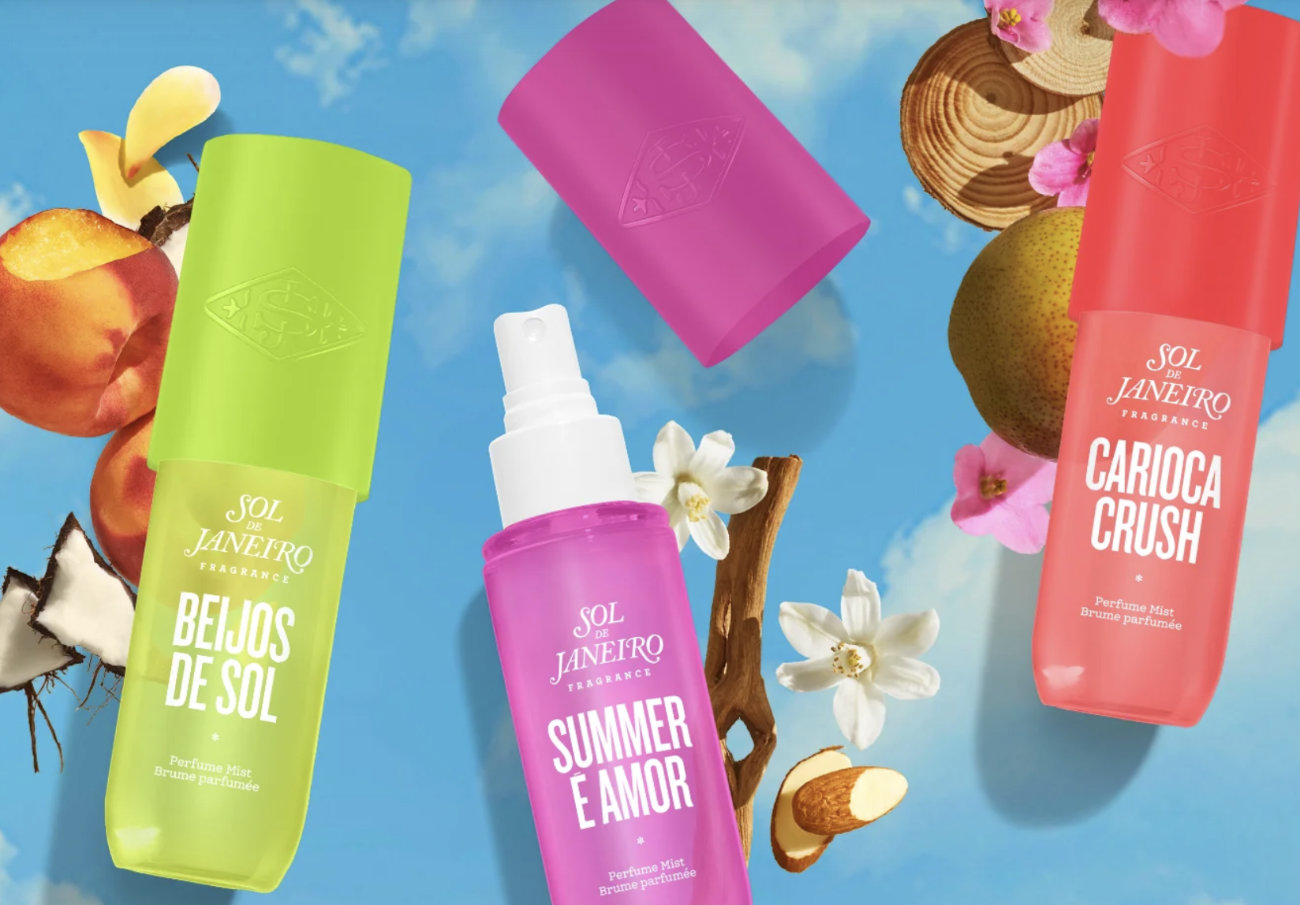 SOL
DE
JANEIRO
FRAGRANCE
BEIJOS
DE SOL
*
Perfume Mist
Brume parfumée
SOL
DE
JANEIRO
FRAGRANCE
SUMMER
É AMOR
*
Perfume Mist
Brume parfumée
SOL
DE
JANEIRO
FRAGRANCE
CARIOCA
CRUSH
*
Perfume Mist
Brume parfumée